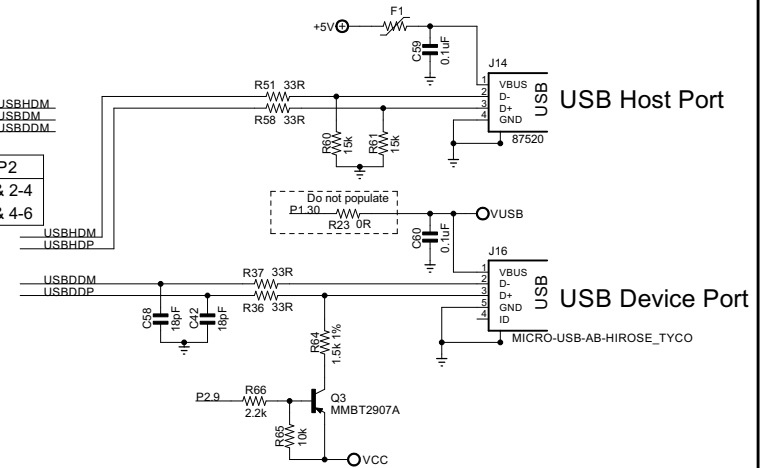 F1
+5V
C59
0.1uF
J14
R51 33R
1 VBUS
2 D-
3 D+
4 GND
USB
USB Host Port
R58 33R
87520
USBHDM
USBDM
USBDDM
R60
15k
R61
15k
P2
& 2-4
& 4-6
Do not populate
P1.30
R23 0R
VUSB
C60
0.1uF
USBHDM
USBHDP
J16
USBDDM
USBDDP
R37 33R
R36 33R
1 VBUS
2 D-
3 D+
5 GND
4 ID
USB
USB Device Port
MICRO-USB-AB-HIROSE_TYCO
C58
18pF
C42
18pF
R64
1.5k 1%
P2.9
R66
2.2k
Q3
MMBT2907A
R65
10k
VCC